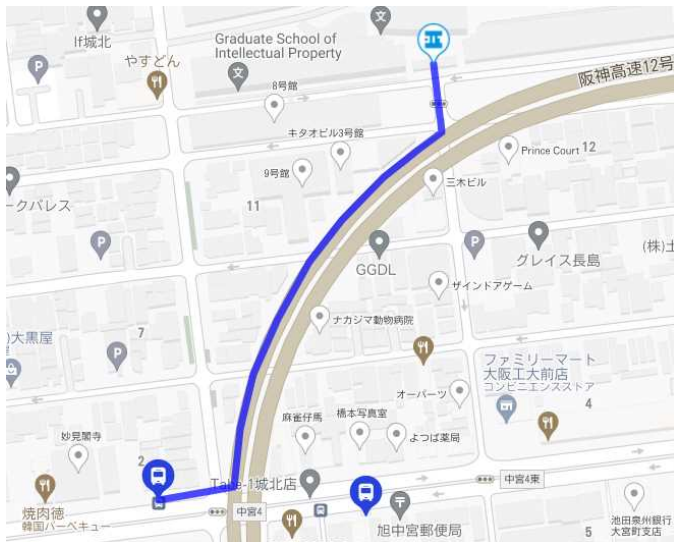 If城北
Graduate School of
Intellectual Property
文
文
P
やすどん
阪神高速12号
8号館
キタオビル3号館
Prince Court
12
ークパレス
9号館
三木ビル
11
P
P
GGDL
グレイス長島
(株)土
ザインドアゲーム
)大黒屋
7
P
ナカジマ動物病院
ファミリーマート
大阪工大前店
コンビニエンスストア
オーパーツ
4
妙見閣寺
麻雀仔馬
橋本写真室
よつば薬局
2
Take-1城北店
中宮4東
焼肉徳
韓国バーベキュー
中宮4
旭中宮郵便局
5
池田泉州銀行
大宮町支店